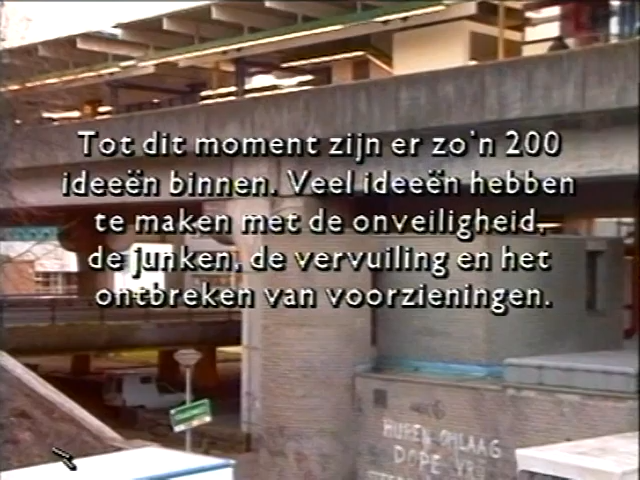 Tot dit moment zijn er zo'n 200
ideeën binnen. Veel ideeën hebben
te maken met de onveiligheid,
de junken, de vervuiling en het
ontbreken van voorzieningen.
HUREN OMLAAG
DOPE